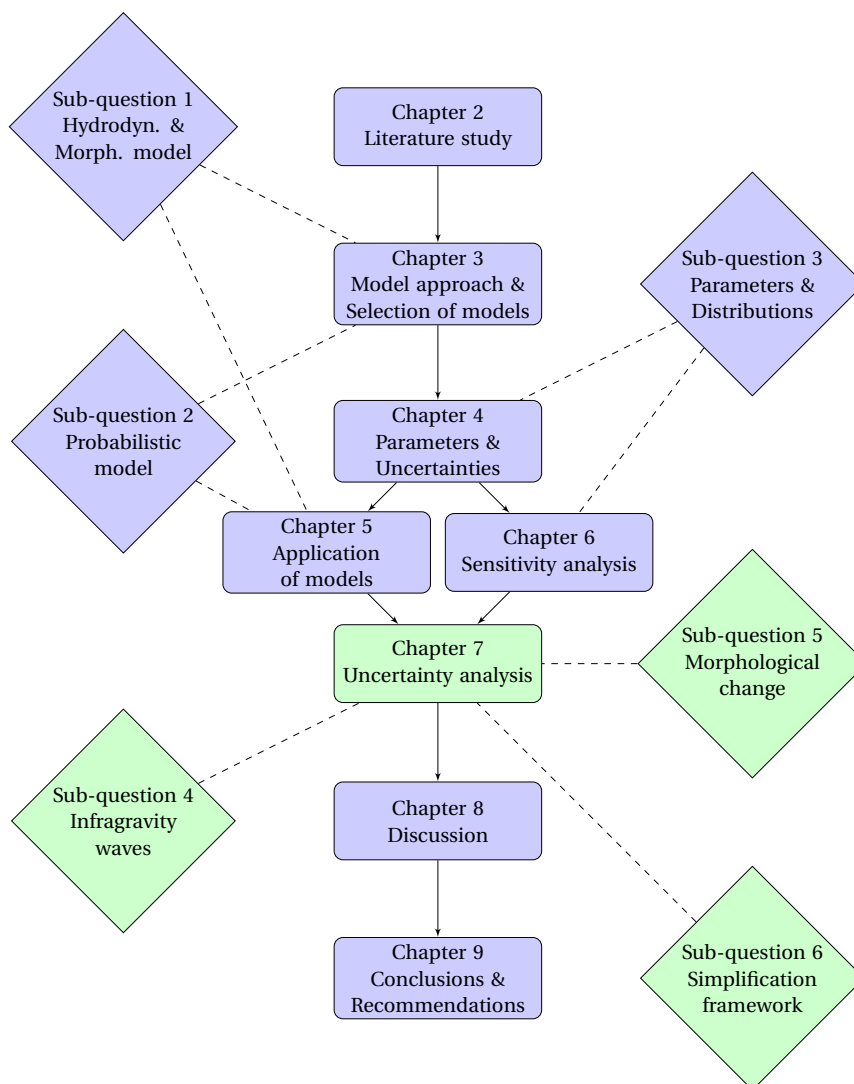 Sub-question 1
Hydrodyn. &
Morph. model
Chapter 2
Literature study
Chapter 3
Model approach &
Selection of models
Sub-question 3
Parameters &
Distributions
Sub-question 2
Probabilistic
model
Chapter 4
Parameters &
Uncertainties
Chapter 5
Application
of models
Chapter 6
Sensitivity analysis
Chapter 7
Uncertainty analysis
Sub-question 5
Morphological
change
Sub-question 4
Infragravity
waves
Chapter 8
Discussion
Chapter 9
Conclusions &
Recommendations
Sub-question 6
Simplification
framework